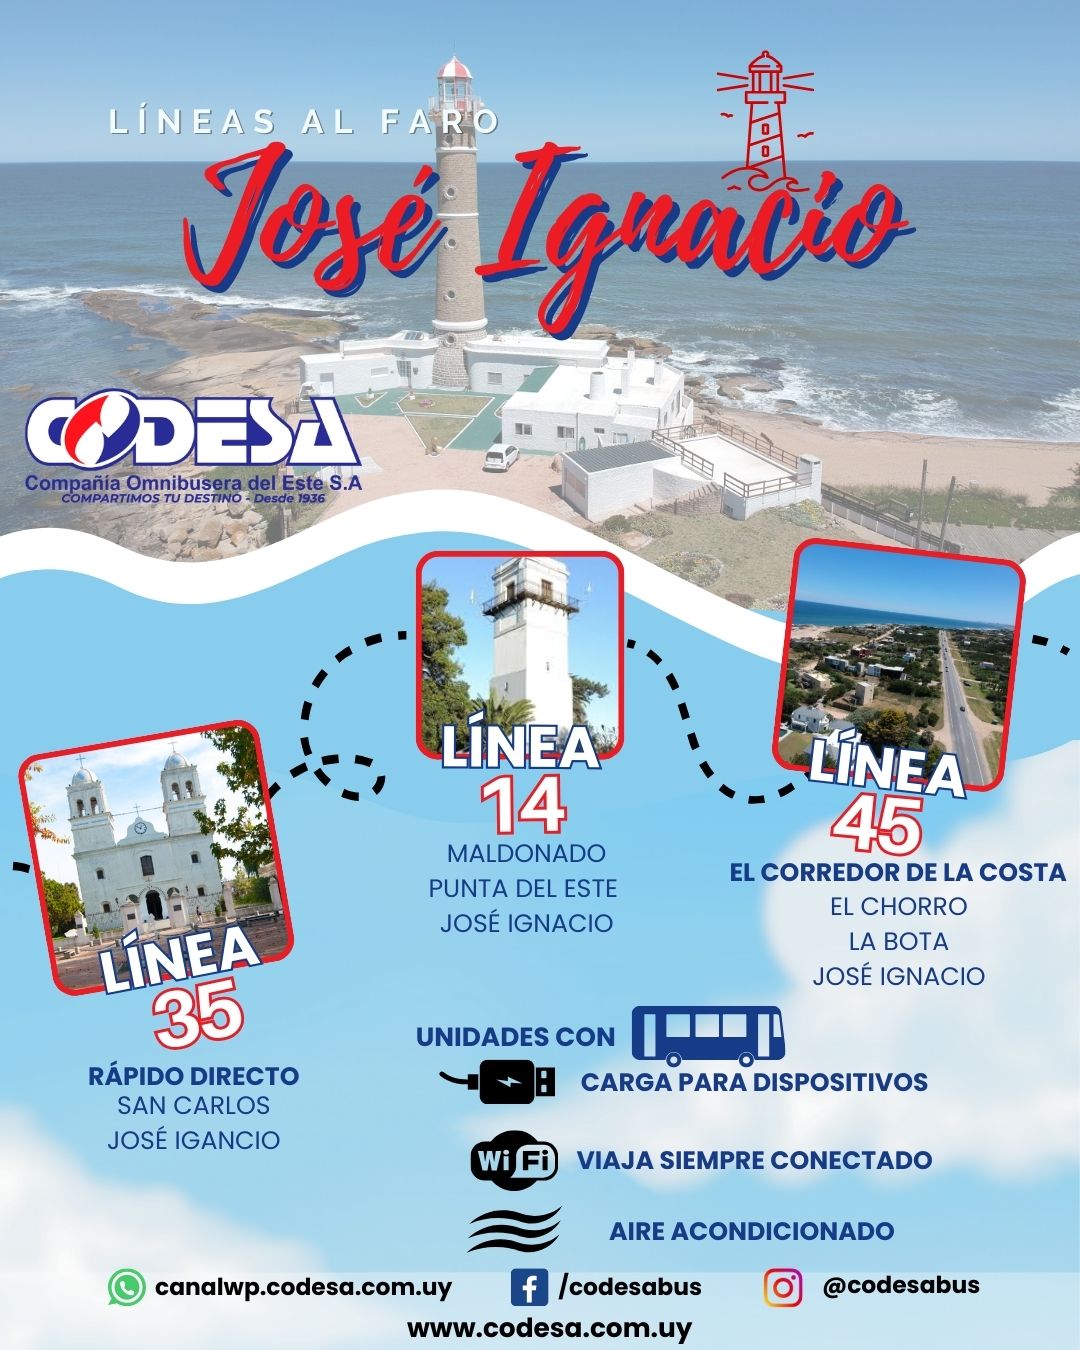 LÍNEAS AL FARO
José Ignacio
CODESA
Compañía Omnibusera del Este S.A
COMPARTIMOS TU DESTINO - Desde 1936
LÍNEA
14
MALDONADO
PUNTA DEL ESTE
JOSÉ IGNACIO
LÍNEA
45
EL CORREDOR DE LA COSTA
EL CHORRO
LA BOTA
JOSÉ IGNACIO
LÍNEA
35
RÁPIDO DIRECTO
SAN CARLOS
JOSÉ IGANCIO
UNIDADES CON
CARGA PARA DISPOSITIVOS
WiFi VIAJA SIEMPRE CONECTADO
AIRE ACONDICIONADO
canalwp.codesa.com.uy /codesabus @codesabus
www.codesa.com.uy